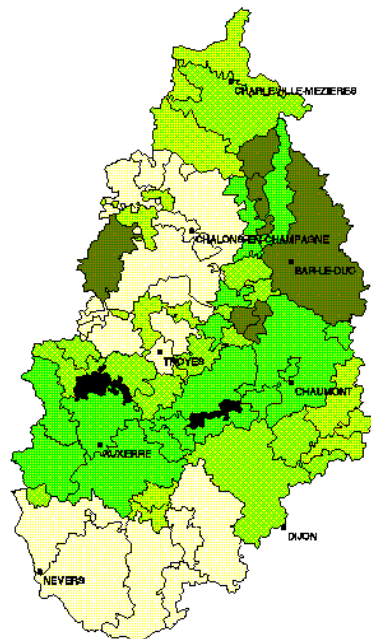 CHARLEVILLE-MEZIERES
CHALONS-EN-CHAMPAGNE
BAR-LE-DUC
TROYES
CHAUMONT
AUXERRE
DIJON
NEVERS